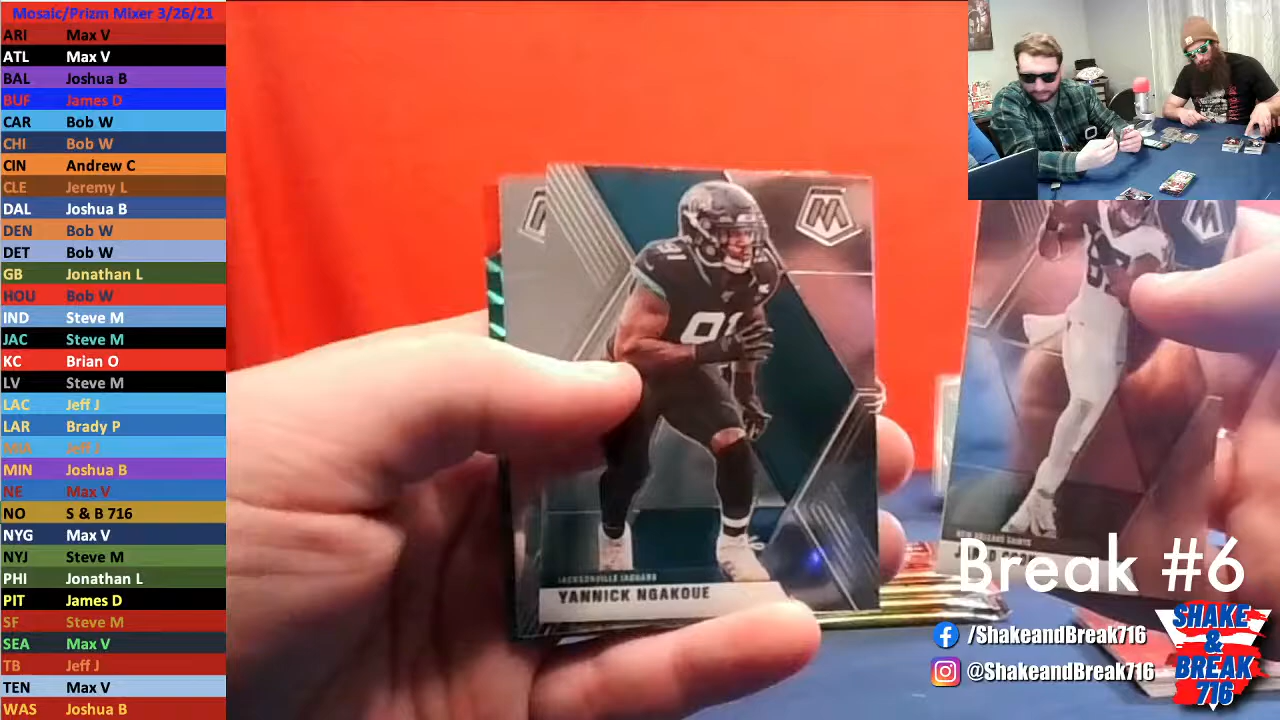 Mosaic/Prizm Mixer 3/26/21
ARI Max V
ATL Max V
BAL Joshua B
BUF James D
CAR Bob W
CHI Bob W
CIN Andrew C
CLE Jeremy L
DAL Joshua B
DEN Bob W
DET Bob W
GB Jonathan L
HOU Bob W
IND Steve M
JAC Steve M
KC Brian O
LV Steve M
LAC Jeff J
LAR Brady P
MIA Jeff J
MIN Joshua B
NE Max V
NO S & B 716
NYG Max V
NYJ Steve M
PHI Jonathan L
PIT James D
SF Steve M
SEA Max V
TB Jeff J
TEN Max V
WAS Joshua B
91
JACKSONVILLE JAGUARS
YANNICK NGAKOUE
NEW ORLEANS SAINTS
Break #6
/ShakeandBreak716
@ShakeandBreak716
SHAKE
&
BREAK
716